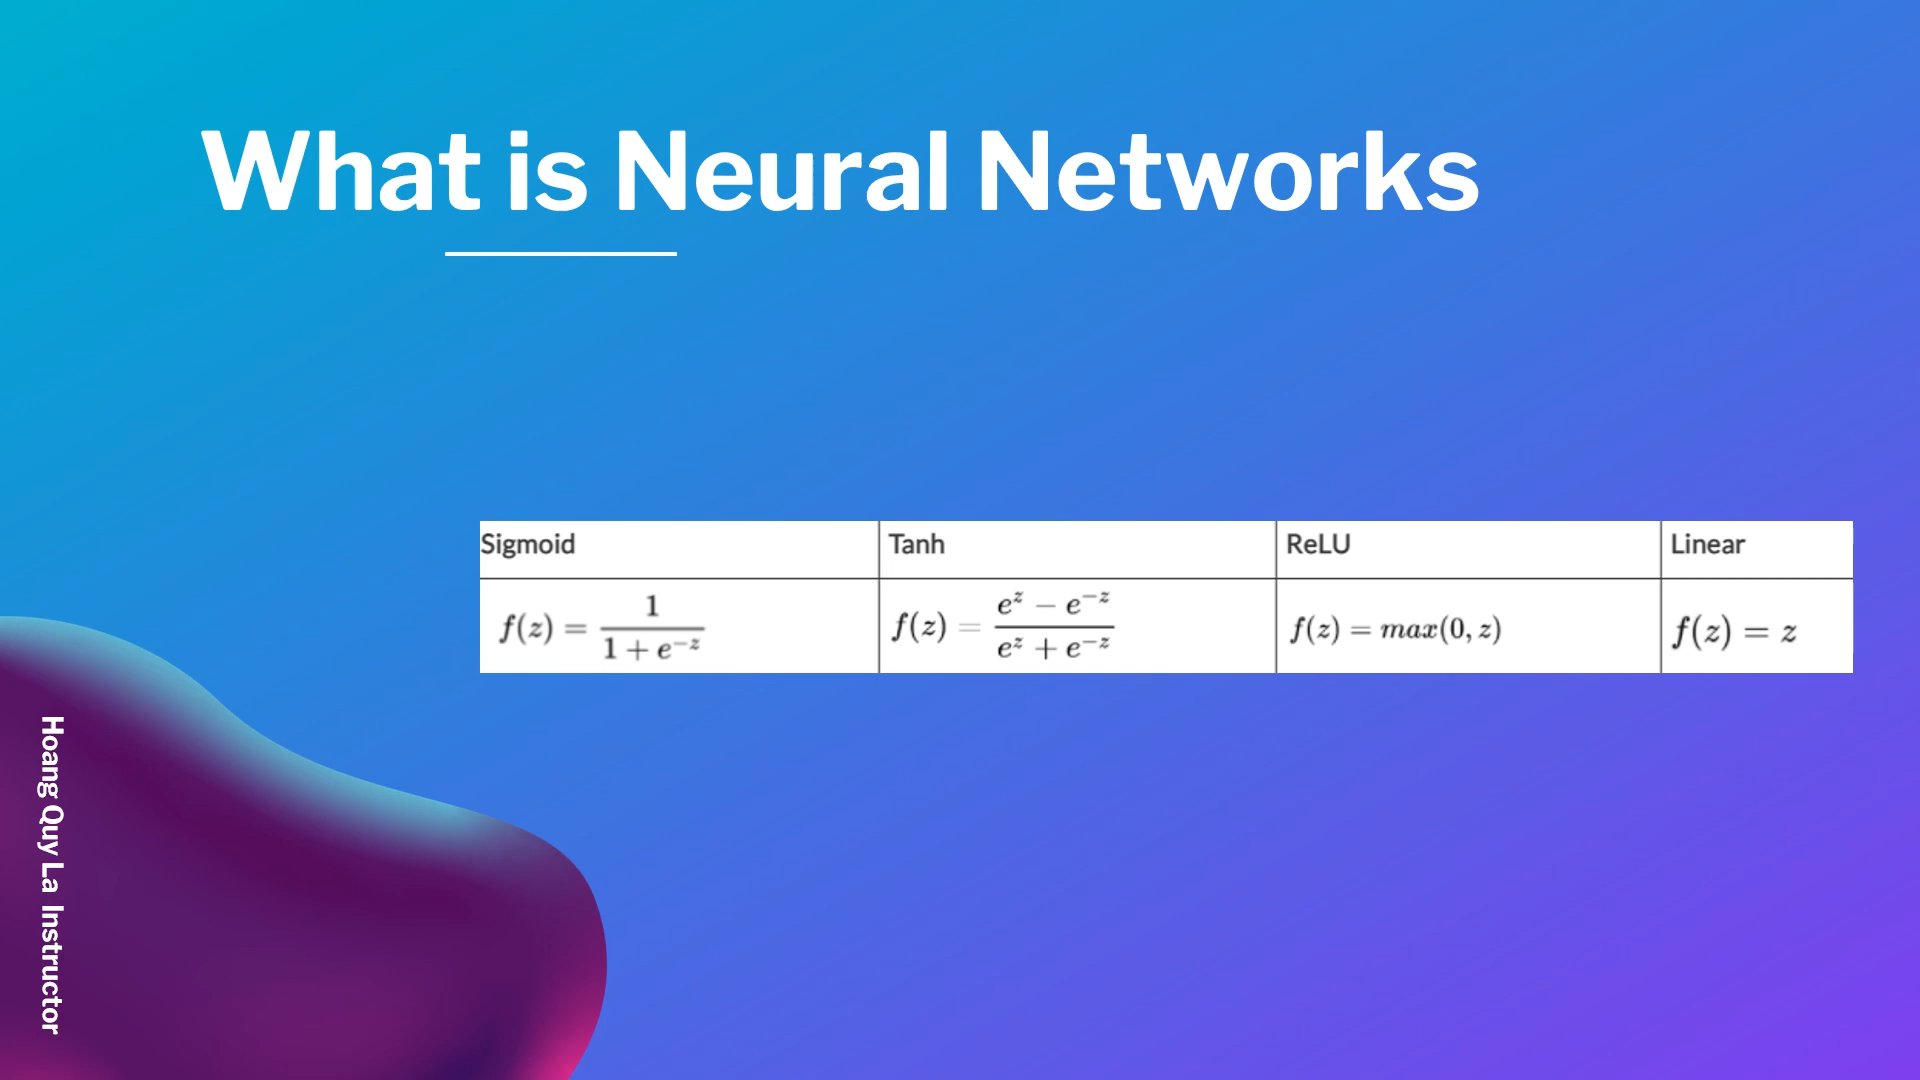 What is Neural Networks
Sigmoid Tanh ReLU Linear
f(z) = 1 / (1 + e^{-z}) f(z) = (e^z − e^{-z}) / (e^z + e^{-z}) f(z) = max(0, z) f(z) = z
Hoang Quy La Instructor